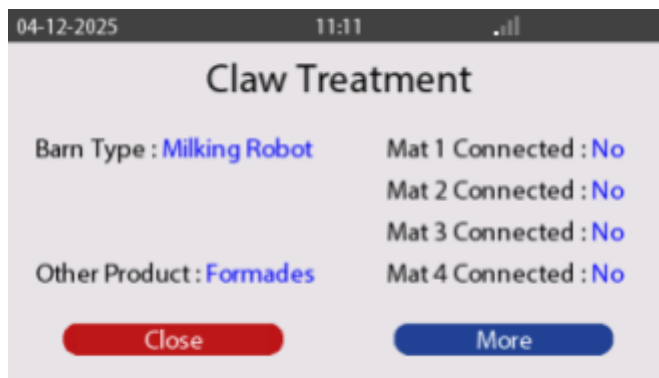 04-12-2025 11:11
Claw Treatment
Barn Type : Milking Robot Mat 1 Connected : No
Mat 2 Connected : No
Mat 3 Connected : No
Other Product : Formades Mat 4 Connected : No
Close More